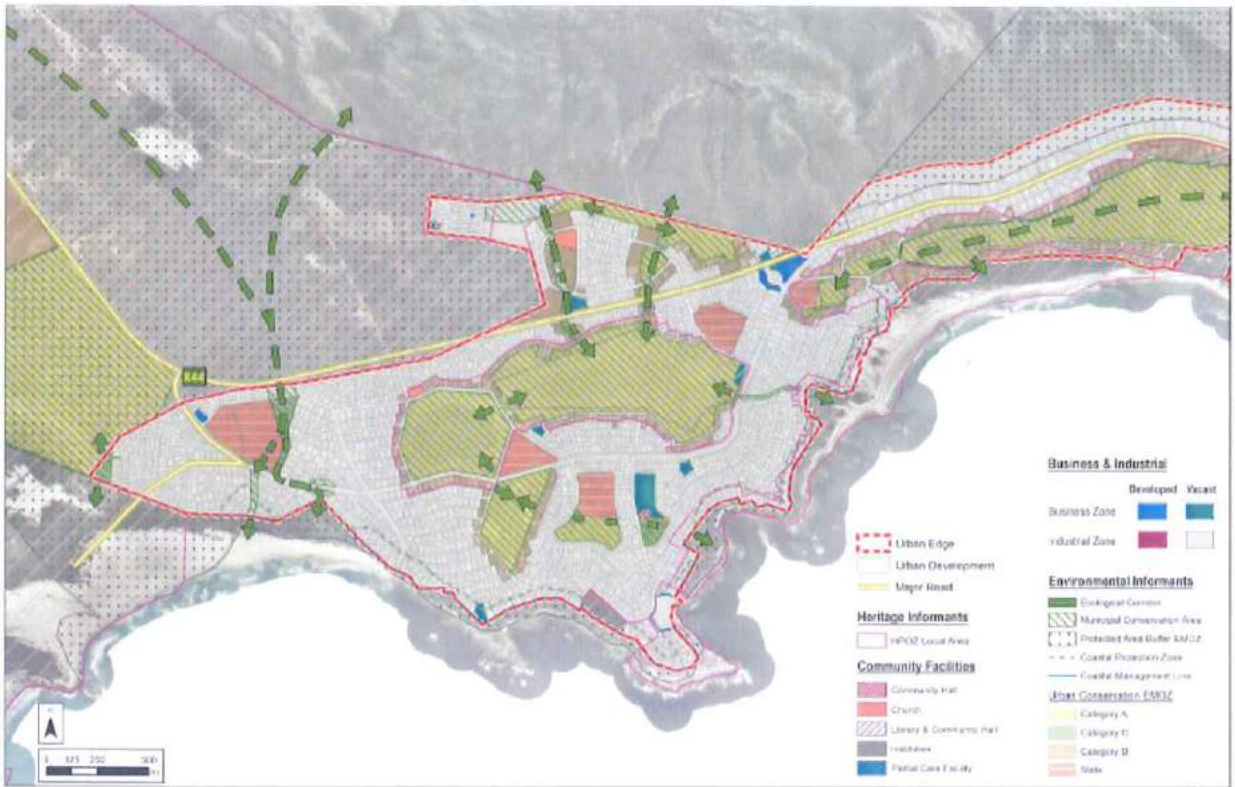 R44
Urban Edge
Urban Development
Major Road
Heritage Informants
HPOZ Local Area
Community Facilities
Community Hall
Church
Library & Community Hall
Institution
Partial Care Facility
Business & Industrial
Developed Vacant
Business Zone
Industrial Zone
Environmental Informants
Ecological Corridor
Municipal Conservation Area
Protected Area Buffer EMOZ
Coastal Protection Zone
Coastal Management Line
Urban Conservation EMOZ
Category A
Category C
Category B
State
0 125 250 500